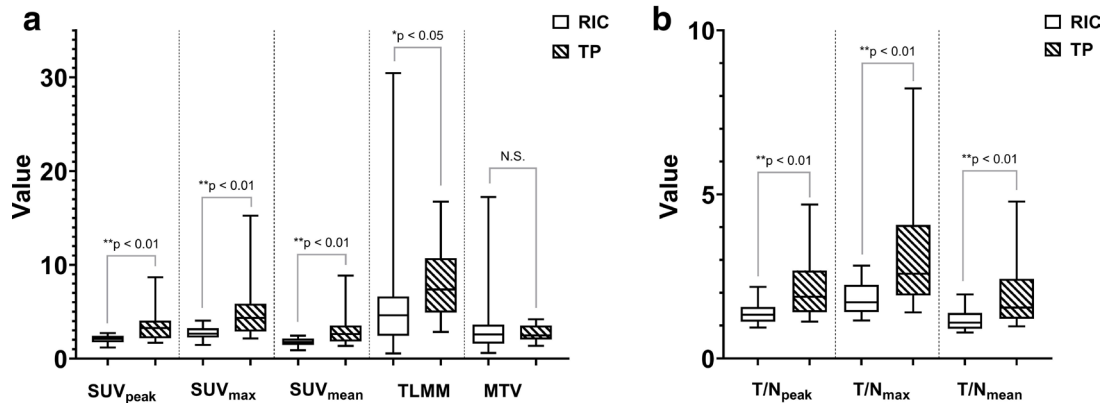 a
RIC
TP
Value
30
20
10
0
**p < 0.01
**p < 0.01
**p < 0.01
*p < 0.05
N.S.
SUVpeak
SUVmax
SUVmean
TLMM
MTV
b
RIC
TP
Value
10
5
0
**p < 0.01
**p < 0.01
**p < 0.01
T/Npeak
T/Nmax
T/Nmean